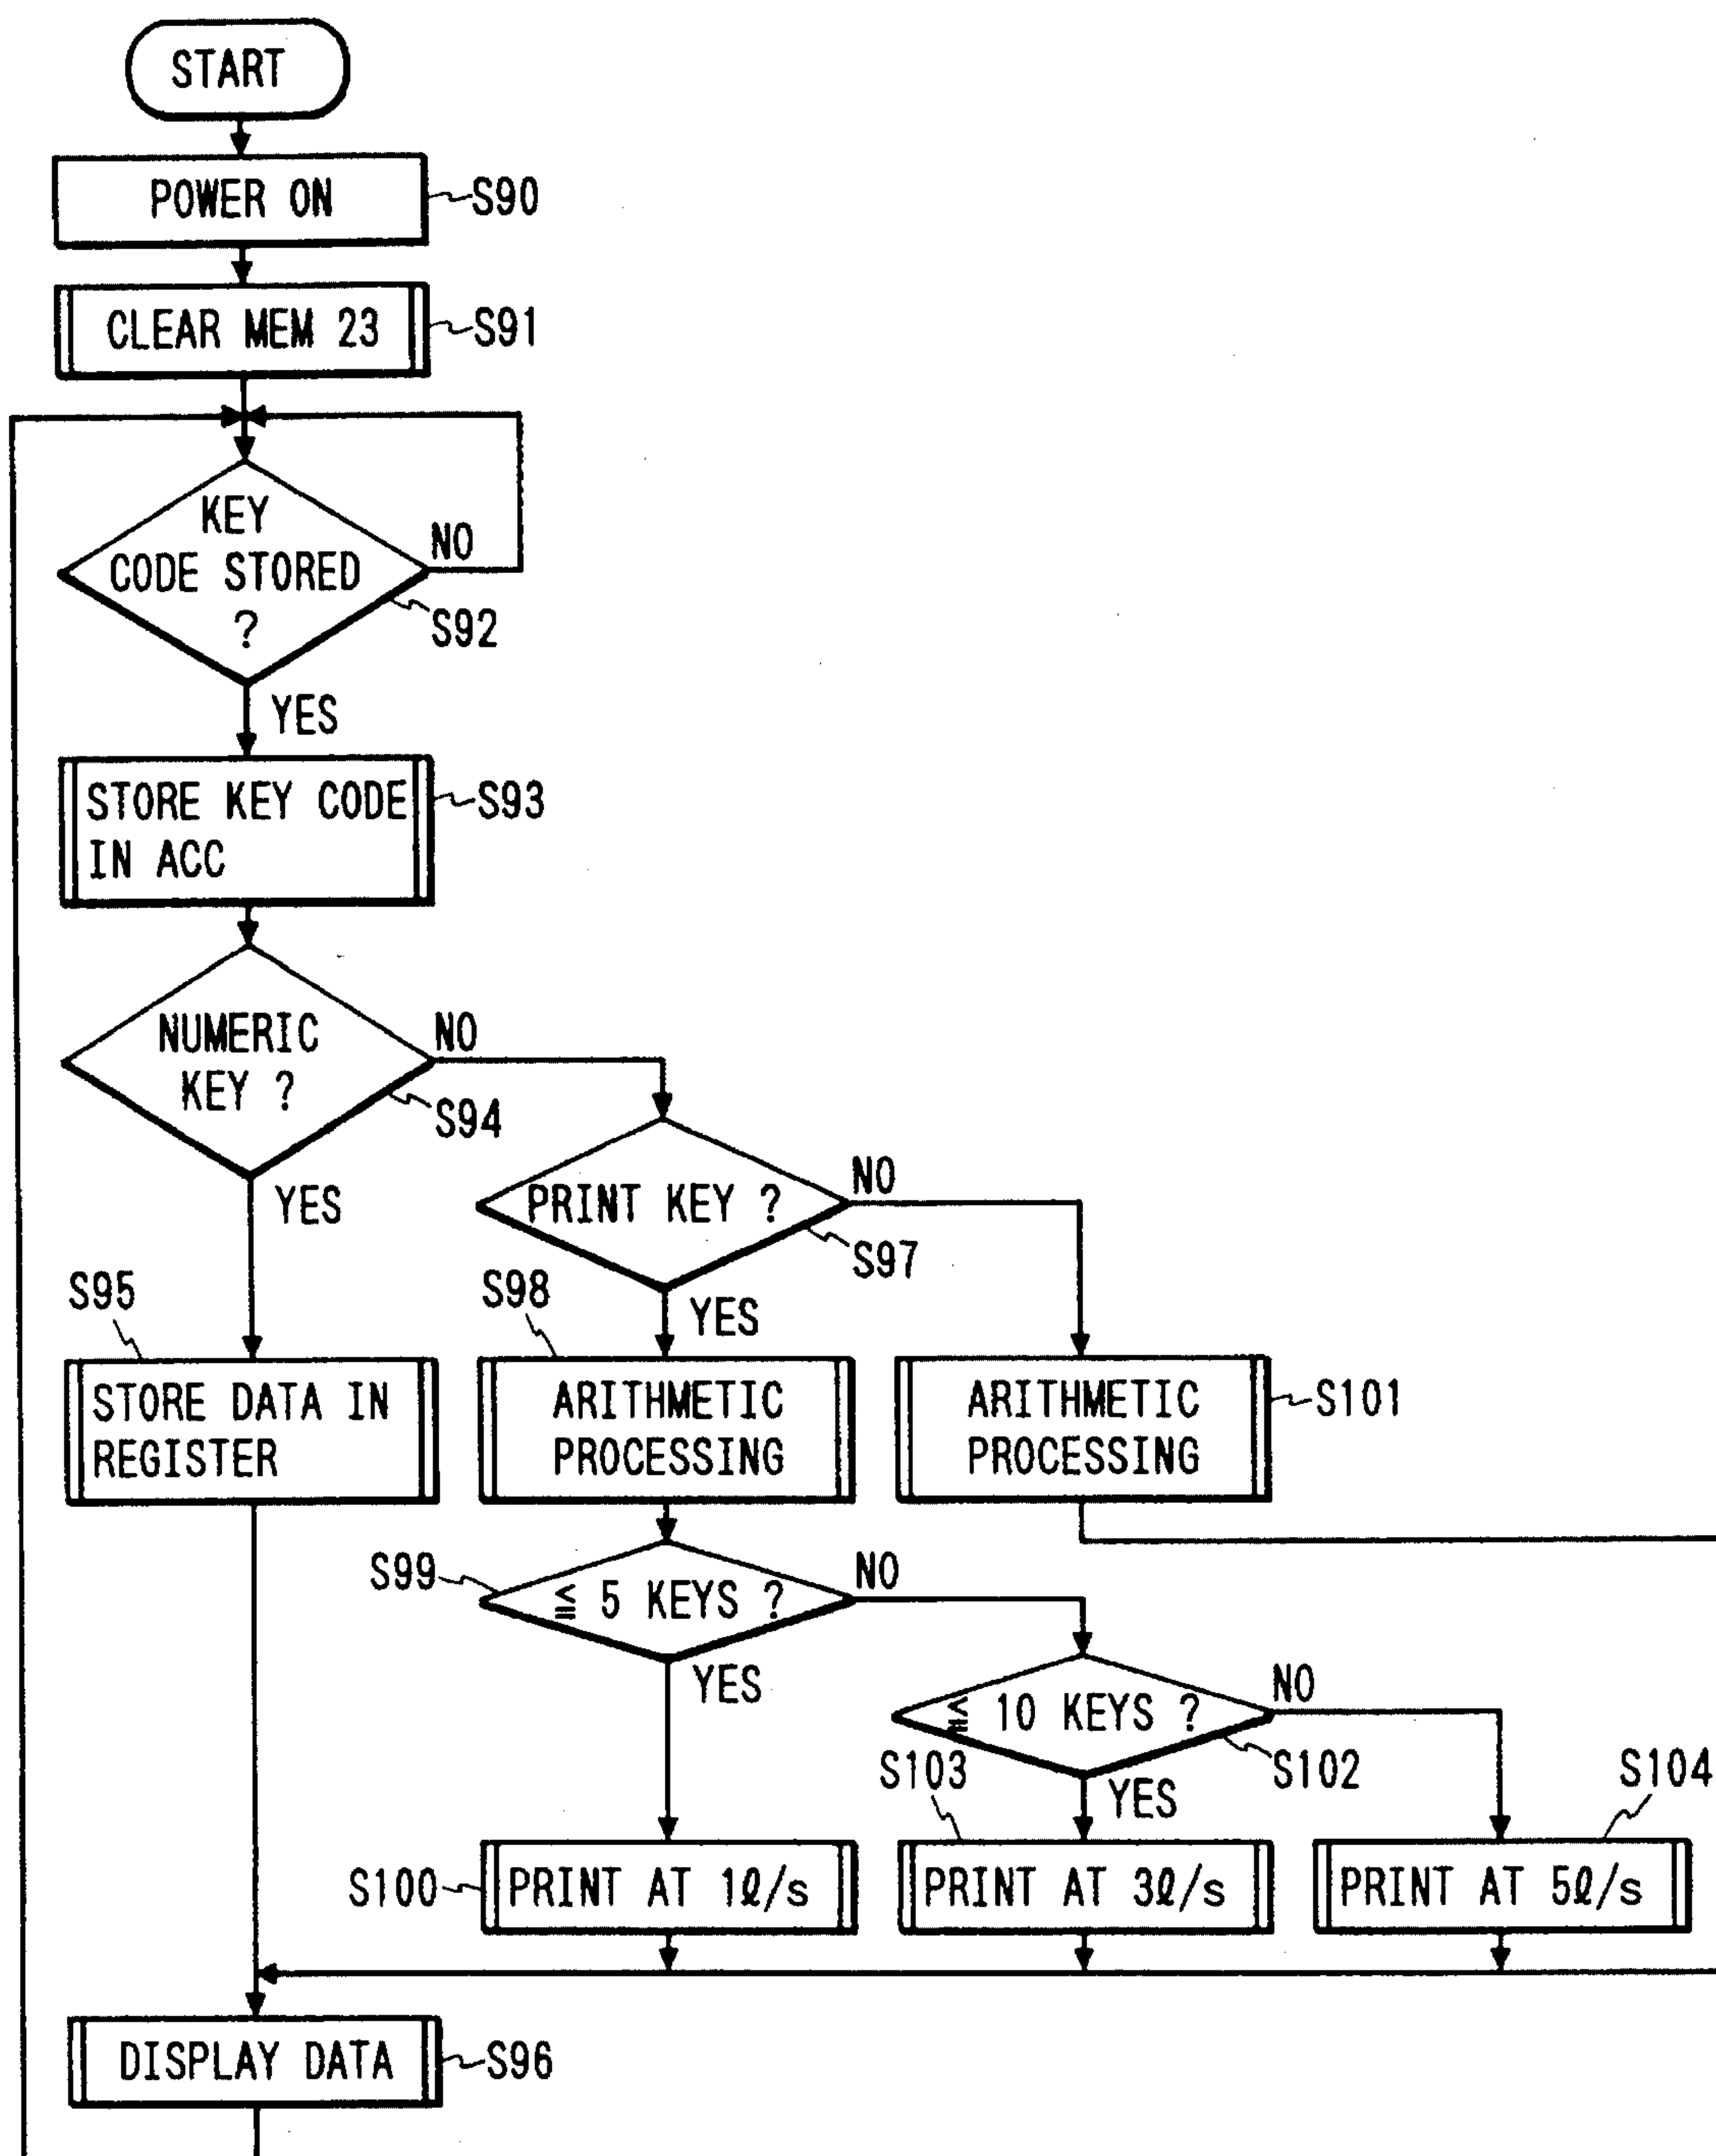 START
POWER ON
S90
CLEAR MEM 23
S91
KEY
CODE STORED
?
NO
S92
YES
STORE KEY CODE
IN ACC
S93
NUMERIC
KEY ?
NO
S94
YES
PRINT KEY ?
NO
S97
YES
S95
STORE DATA IN
REGISTER
S98
ARITHMETIC
PROCESSING
ARITHMETIC
PROCESSING
S101
S99
≦ 5 KEYS ?
NO
YES
≦ 10 KEYS ?
NO
S102
YES
S103
S104
S100
PRINT AT 1ℓ/s
PRINT AT 3ℓ/s
PRINT AT 5ℓ/s
DISPLAY DATA
S96